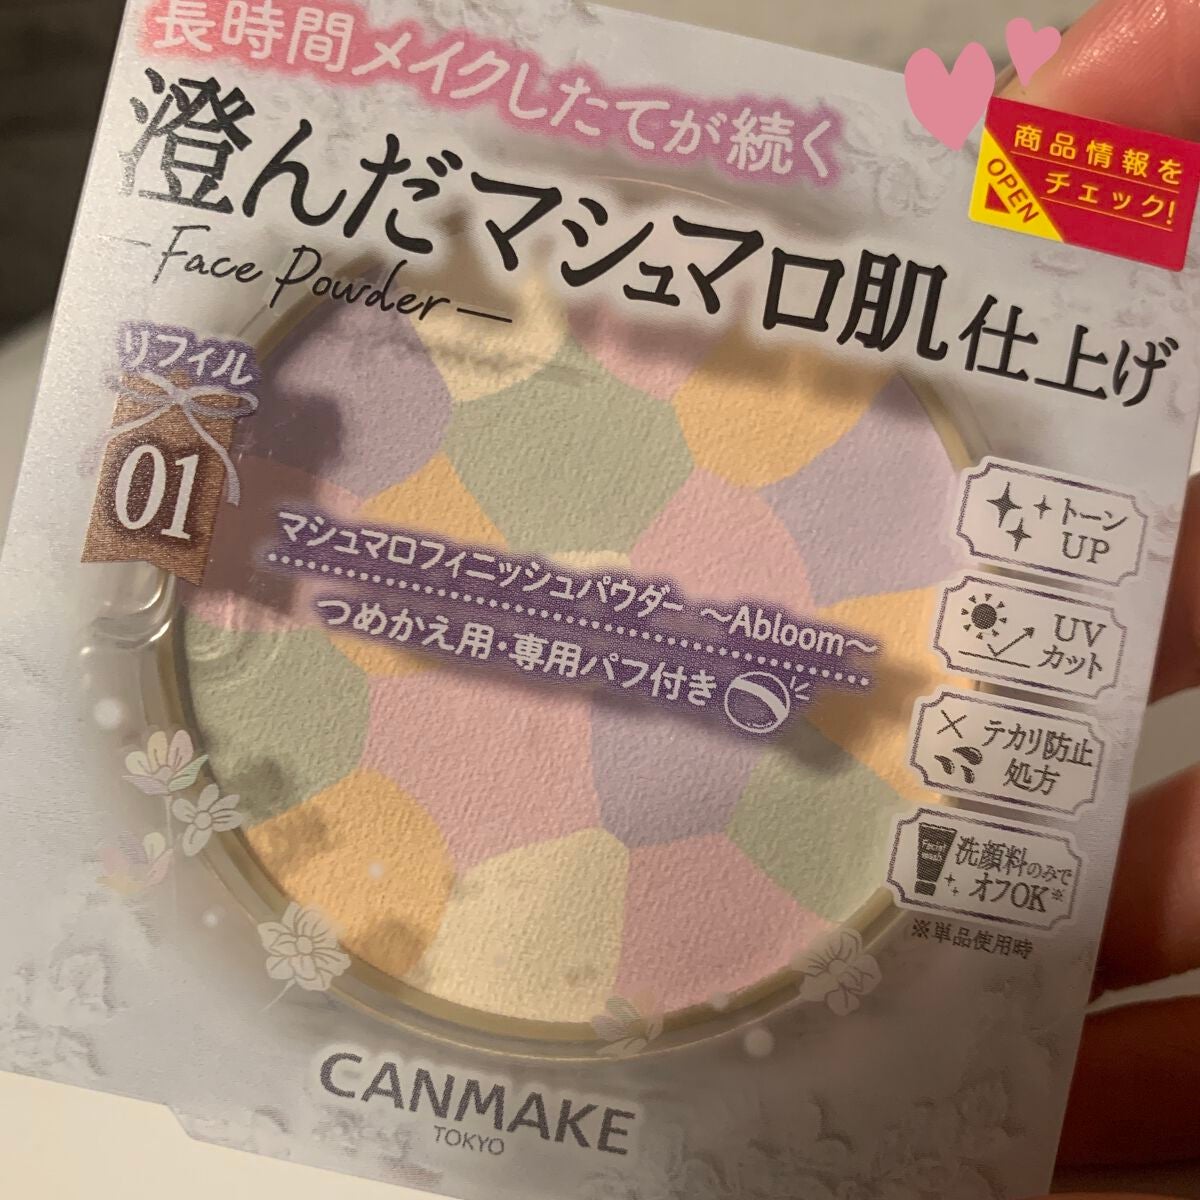 長時間メイクしたてが続く
澄んだマシュマロ肌仕上げ
Face Powder
商品情報を
チェック!
OPEN
リフィル
01
マシュマロフィニッシュパウダー ～Abloom～
つめかえ用・専用パフ付き
トーン
UP
UV
カット
テカリ防止
処方
洗顔料のみで
オフOK※
※単品使用時
CANMAKE
TOKYO